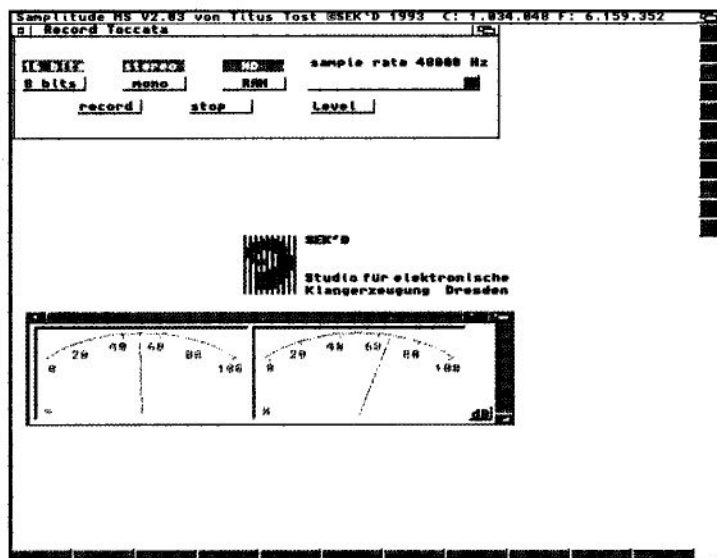 Samplitude MS V2.03 von Titus Tost ©SEK'D 1993 C: 1.034.048 F: 6.159.352
Record Toccata
16 bits stereo HD sample rate 48000 Hz
8 bits mono RAM
record stop Level
SEK'D
Studio für elektronische
Klangerzeugung Dresden
0 20 40 60 80 100 0 20 40 60 80 100
% % dB